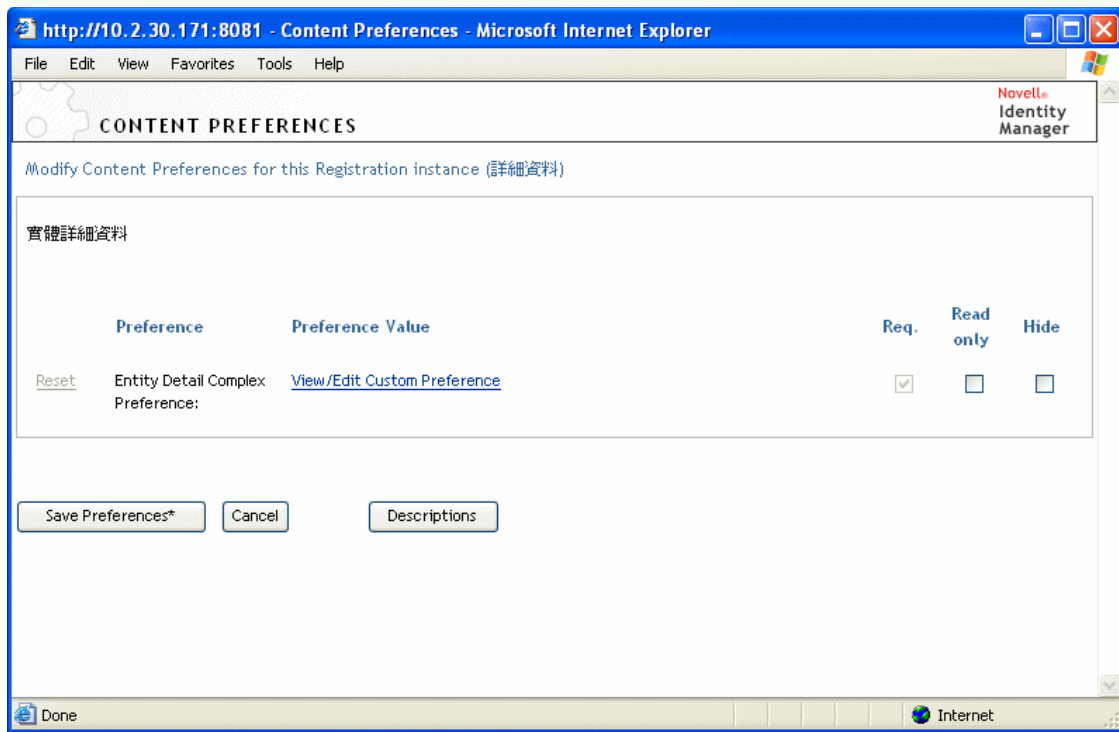 http://10.2.30.171:8081 - Content Preferences - Microsoft Internet Explorer
File Edit View Favorites Tools Help
CONTENT PREFERENCES
Novell®
Identity
Manager
Modify Content Preferences for this Registration instance (詳細資料)
實體詳細資料
Preference Preference Value Req. Read only Hide
Reset Entity Detail Complex Preference: View/Edit Custom Preference
Save Preferences* Cancel Descriptions
Done Internet